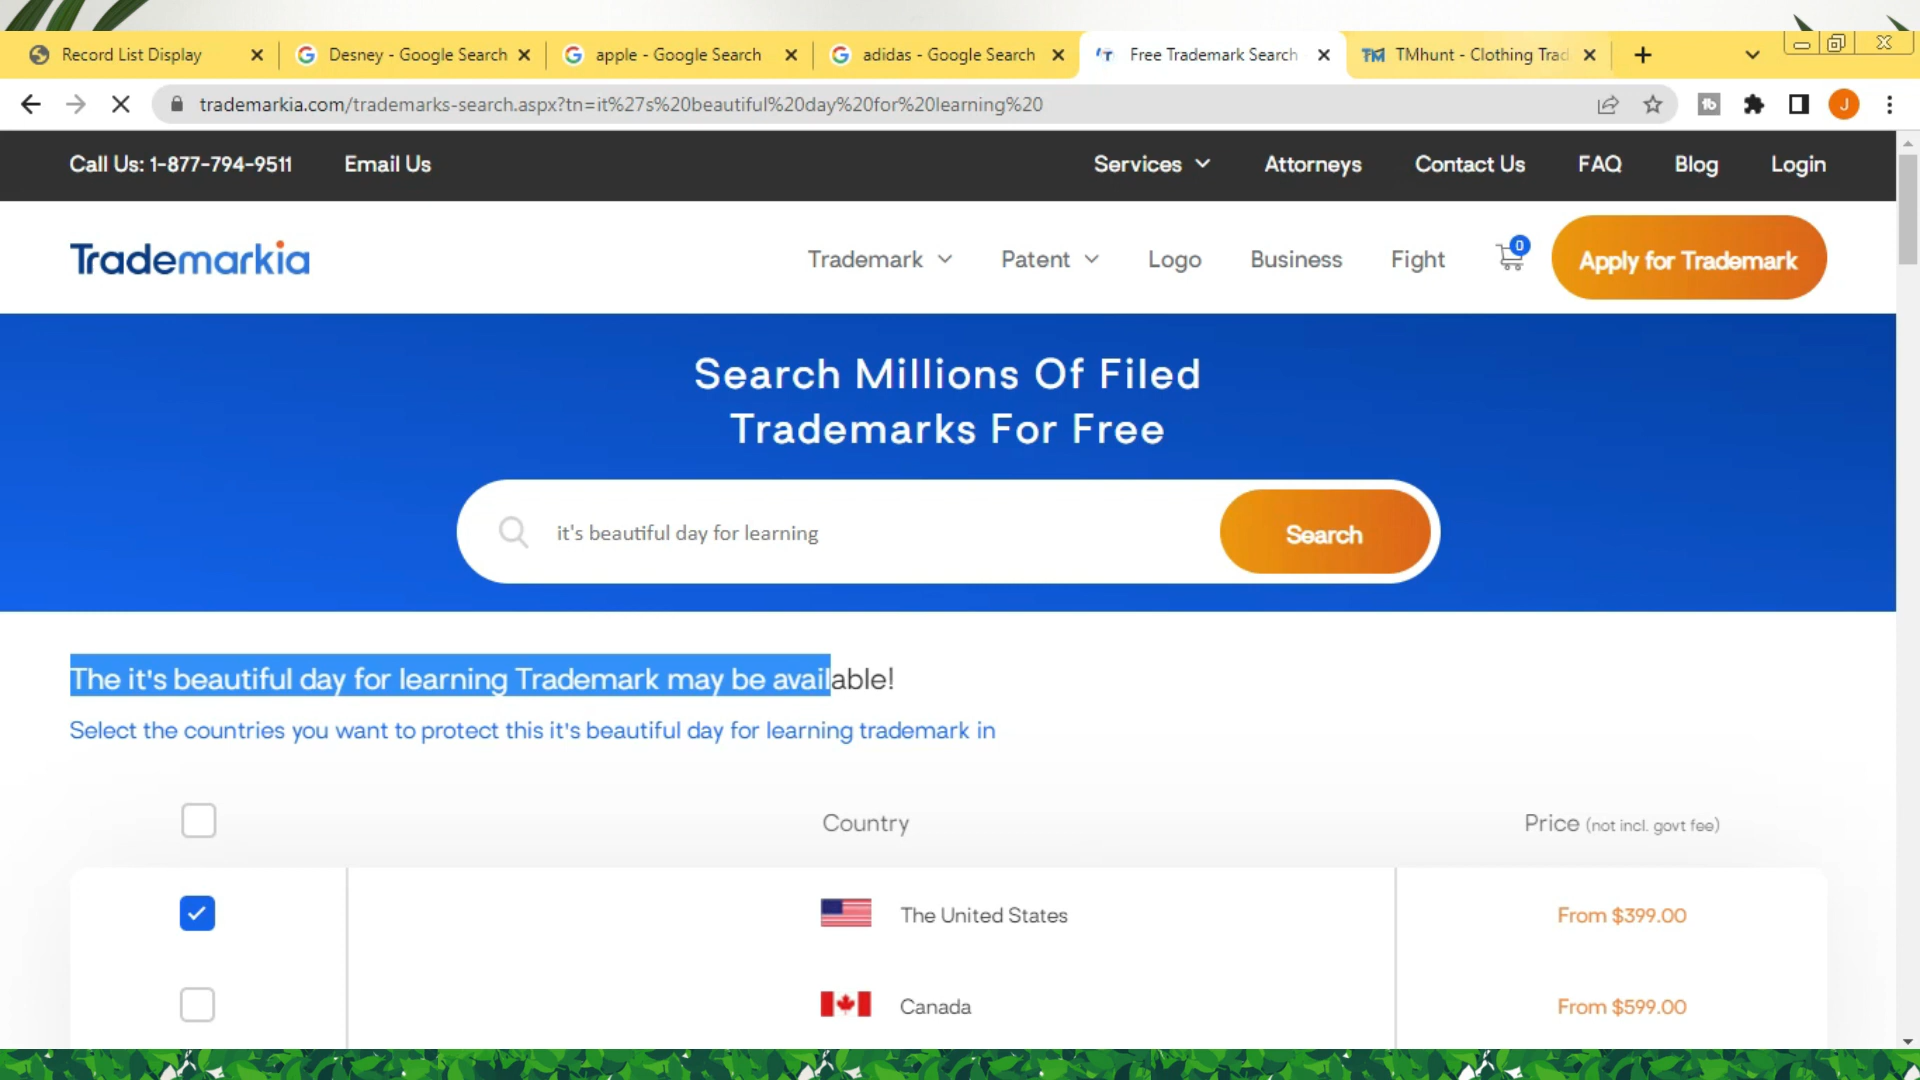 Record List Display
Desney - Google Search
apple - Google Search
adidas - Google Search
Free Trademark Search
TMhunt - Clothing Trad
trademarkia.com/trademarks-search.aspx?tn=it%27s%20beautiful%20day%20for%20learning%20
tb
J
Call Us: 1-877-794-9511 Email Us Services Attorneys Contact Us FAQ Blog Login
Trademarkia Trademark Patent Logo Business Fight 0 Apply for Trademark
Search Millions Of Filed
Trademarks For Free
it's beautiful day for learning
Search
The it's beautiful day for learning Trademark may be available!
Select the countries you want to protect this it's beautiful day for learning trademark in
Country Price (not incl. govt fee)
The United States From $399.00
Canada From $599.00